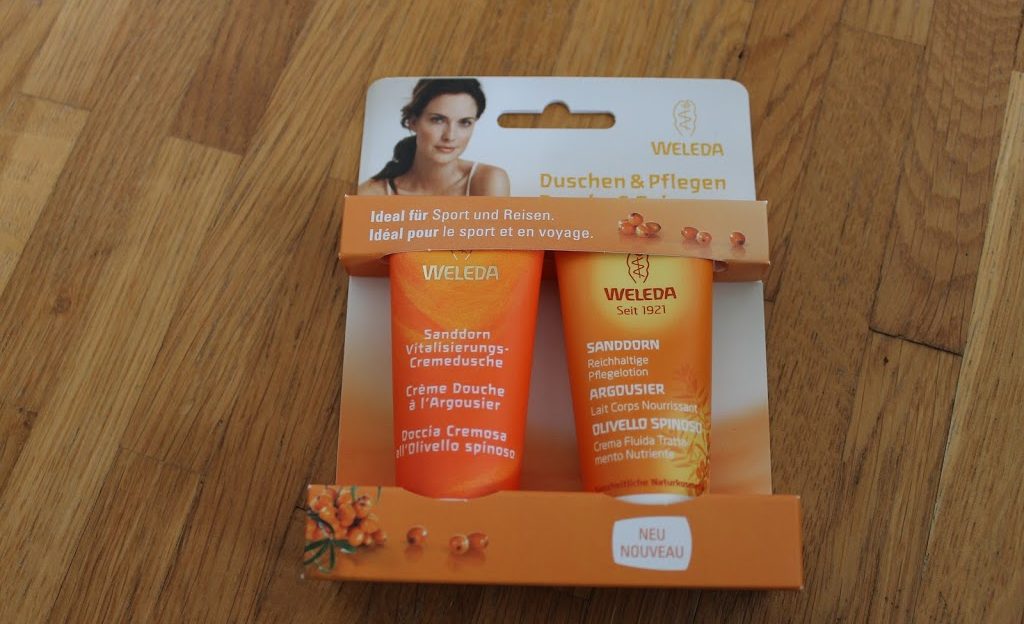 WELEDA
Duschen & Pflegen
Ideal für Sport und Reisen.
Idéal pour le sport et en voyage.
WELEDA
Sanddorn
Vitalisierungs-
Cremedusche
Crème Douche
à l'Argousier
Doccia Cremosa
all'Olivello spinoso
WELEDA
Seit 1921
SANDDORN
Reichhaltige
Pflegelotion
ARGOUSIER
Lait Corps Nourrissant
OLIVELLO SPINOSO
Crema Fluida Tratta-
mento Nutriente
NEU
NOUVEAU